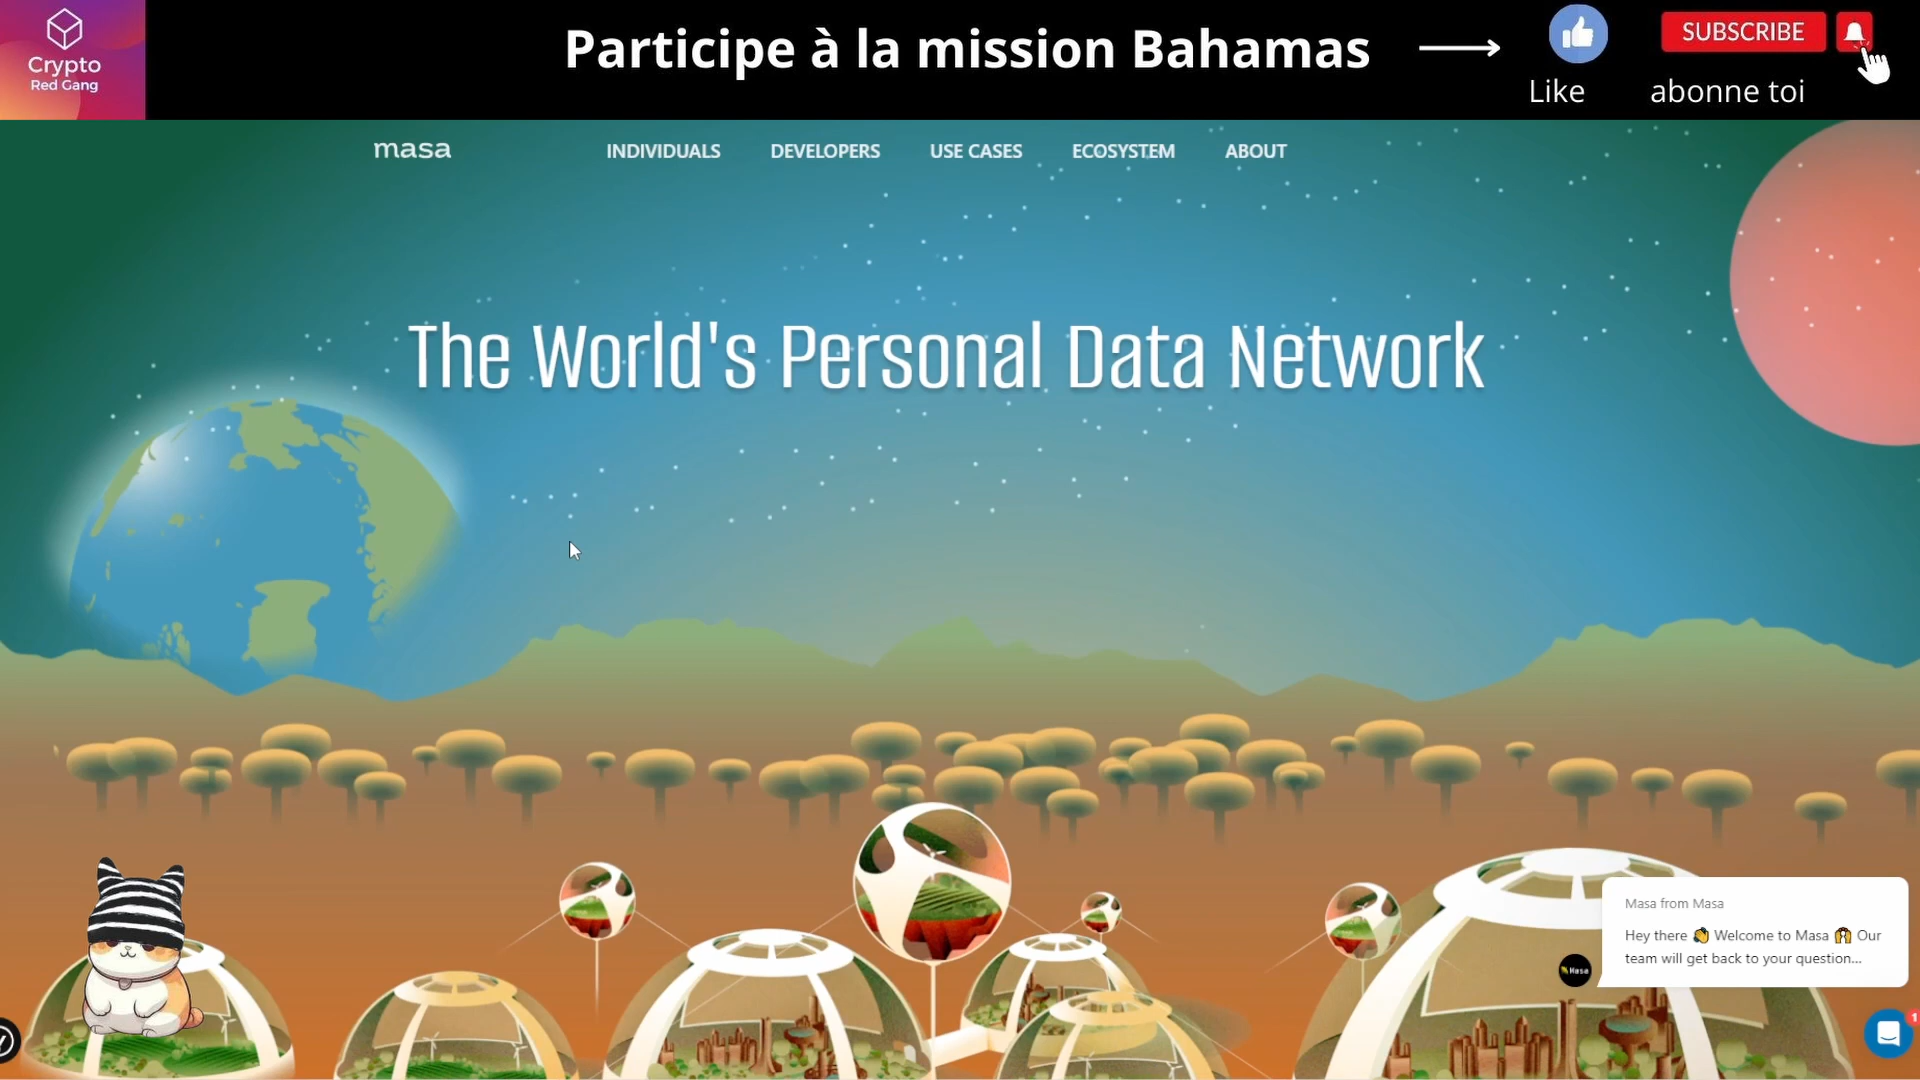 Crypto
Red Gang
Participe à la mission Bahamas
SUBSCRIBE
Like
abonne toi
masa
INDIVIDUALS
DEVELOPERS
USE CASES
ECOSYSTEM
ABOUT
The World's Personal Data Network
Masa from Masa
Hey there 👋 Welcome to Masa 🙌 Our
team will get back to your question...
Masa
1